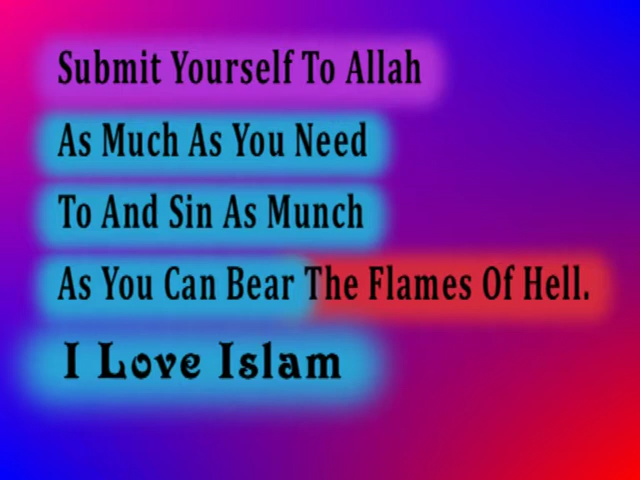 Submit Yourself To Allah
As Much As You Need
To And Sin As Munch
As You Can Bear The Flames Of Hell.
I Love Islam